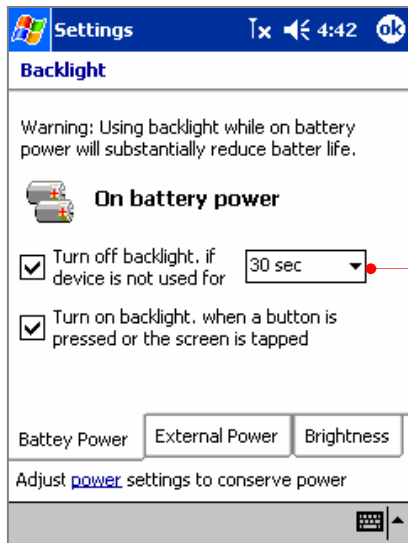 Settings 4:42 ok
Backlight
Warning: Using backlight while on battery
power will substantially reduce batter life.
On battery power
Turn off backlight. if
device is not used for
30 sec
Turn on backlight. when a button is
pressed or the screen is tapped
Battey Power External Power Brightness
Adjust power settings to conserve power